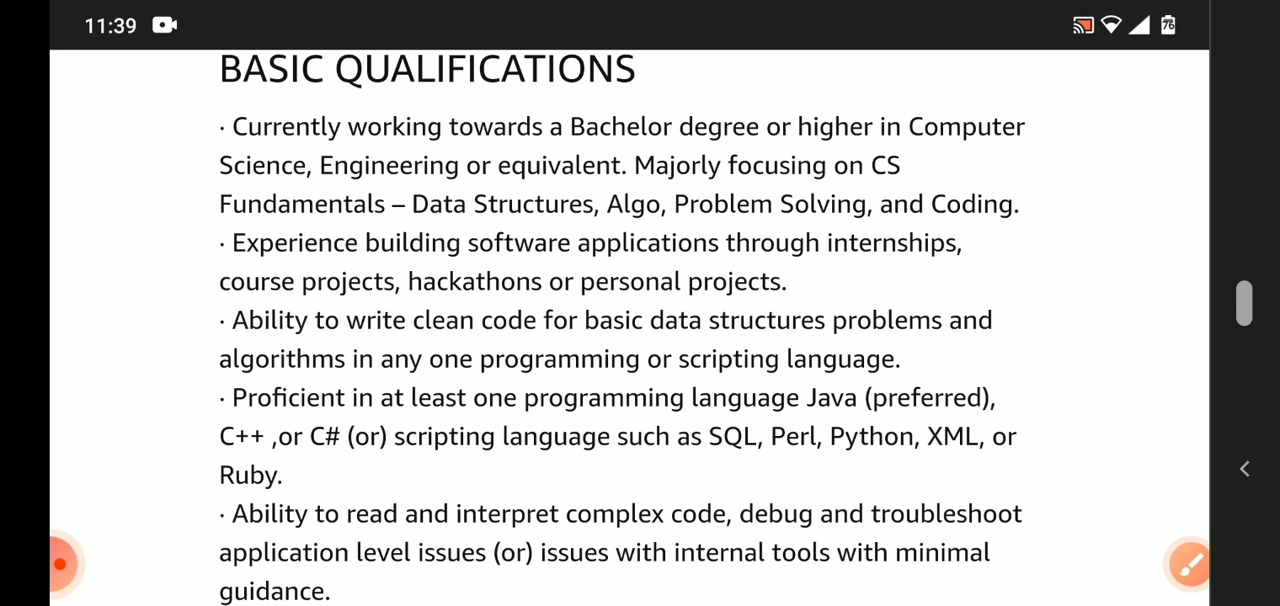 11:39
76
BASIC QUALIFICATIONS
· Currently working towards a Bachelor degree or higher in Computer
Science, Engineering or equivalent. Majorly focusing on CS
Fundamentals – Data Structures, Algo, Problem Solving, and Coding.
· Experience building software applications through internships,
course projects, hackathons or personal projects.
· Ability to write clean code for basic data structures problems and
algorithms in any one programming or scripting language.
· Proficient in at least one programming language Java (preferred),
C++ ,or C# (or) scripting language such as SQL, Perl, Python, XML, or
Ruby.
· Ability to read and interpret complex code, debug and troubleshoot
application level issues (or) issues with internal tools with minimal
guidance.